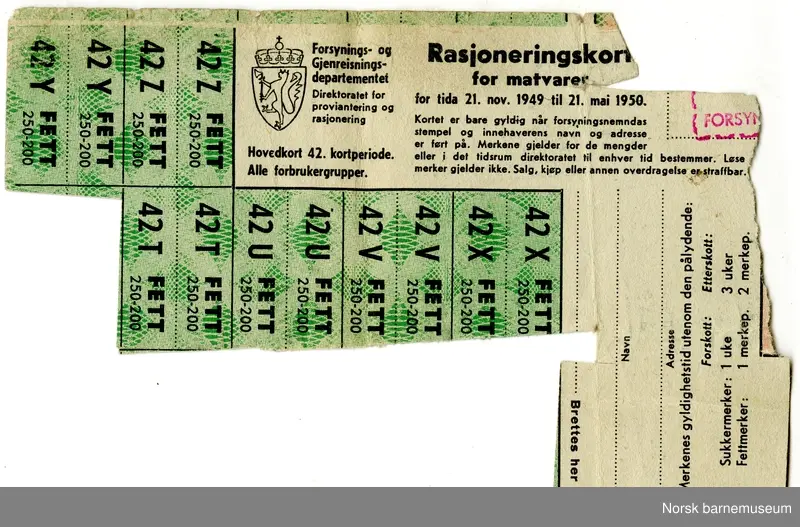 42 Y 42 Y 42 Z 42 Z
FETT FETT FETT FETT
250-200 250-200 250-200 250-200
Forsynings- og
Gjenreisnings-
departementet
Direktoratet for
proviantering og
rasjonering
Hovedkort 42. kortperiode.
Alle forbrukergrupper.
Rasjoneringskort
for matvarer
for tida 21. nov. 1949 til 21. mai 1950.
Kortet er bare gyldig når forsyningsnemndas
stempel og innehaverens navn og adresse
er ført på. Merkene gjelder for de mengder
eller i det tidsrum direktoratet til enhver tid bestemmer. Løse
merker gjelder ikke. Salg, kjøp eller annen overdragelse er straffbar.
FORSYN
42 T 42 T 42 U 42 U 42 V 42 V 42 X 42 X
FETT FETT FETT FETT FETT FETT FETT FETT
250-200 250-200 250-200 250-200 250-200 250-200 250-200 250-200
Brettes her
Navn
Adresse
Merkenes gyldighetstid utenom den pålydende:
Forskott: Etterskott:
Sukkermerker: 1 uke 3 uker
Fettmerker: 1 merkep. 2 merkep.
Norsk barnemuseum